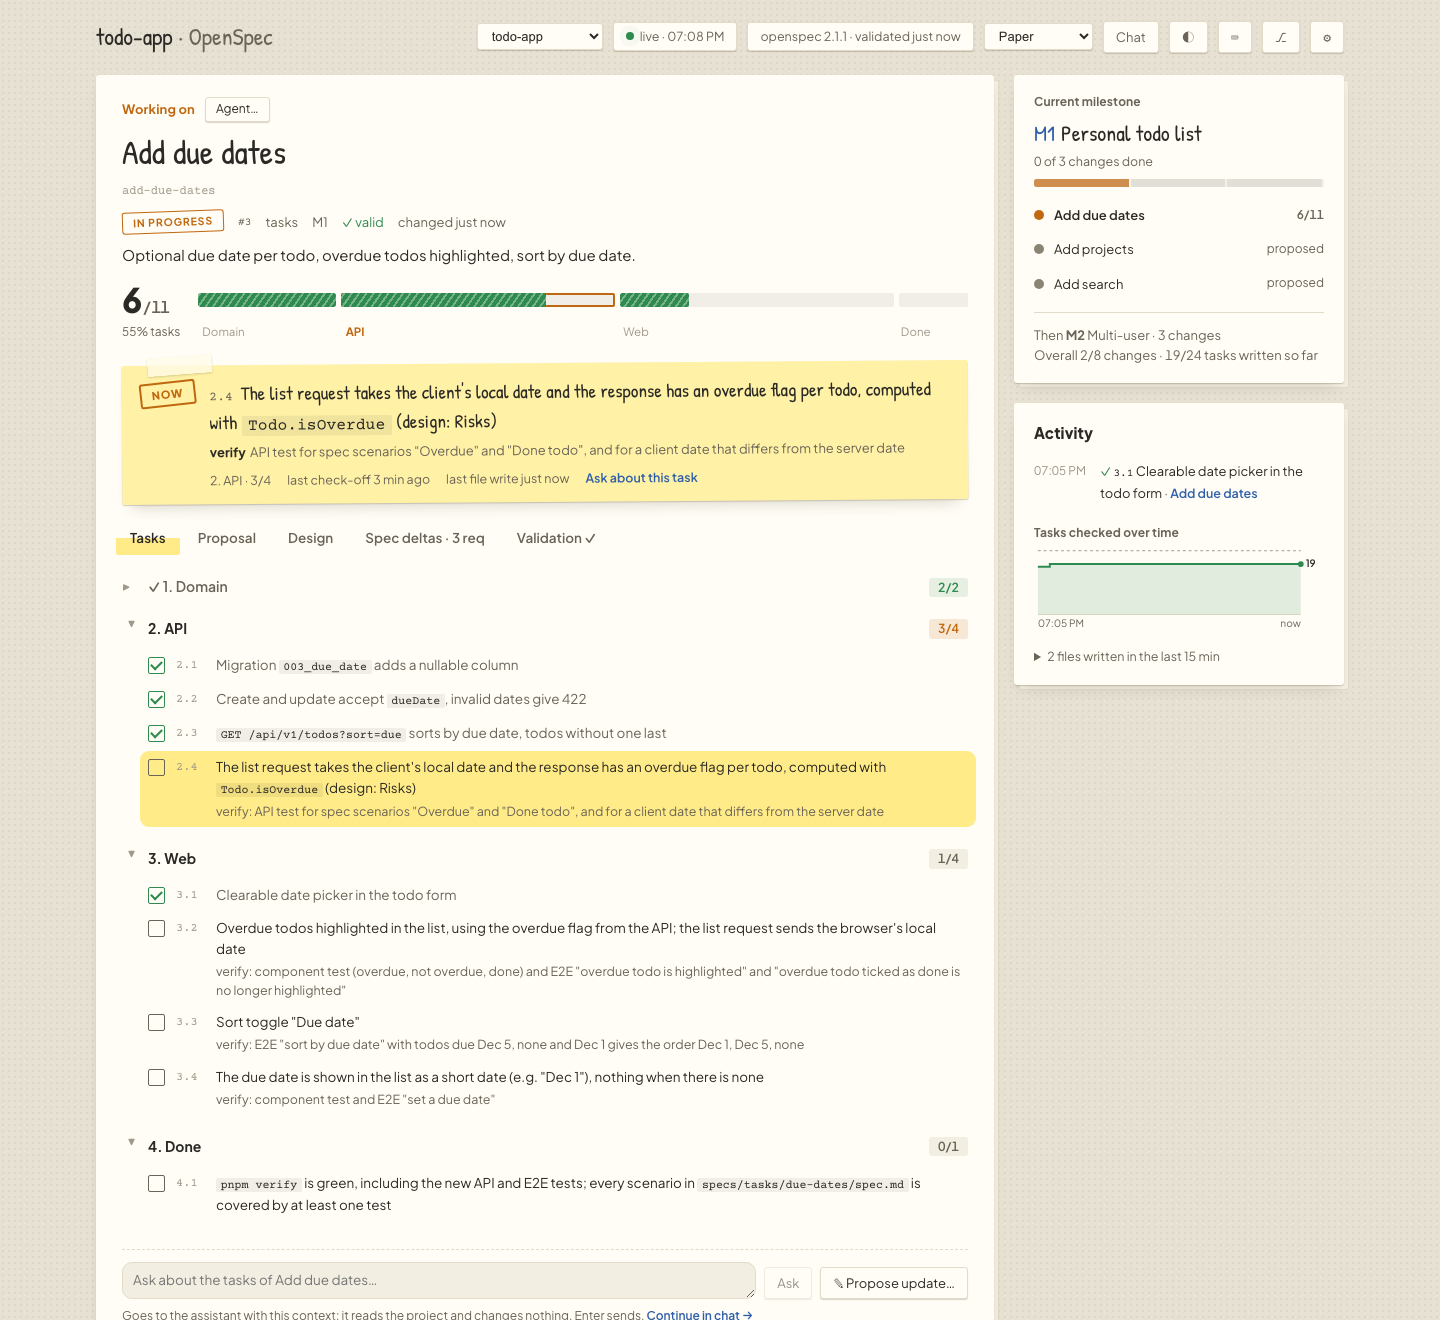 todo-app · OpenSpec
todo-app
live · 07:08 PM
openspec 2.1.1 · validated just now
Paper
Chat
Working on
Agent…
Add due dates
add-due-dates
IN PROGRESS #3 tasks M1 ✓ valid changed just now
Optional due date per todo, overdue todos highlighted, sort by due date.
6/11
55% tasks
Domain
API
Web
Done
NOW
2.4 The list request takes the client's local date and the response has an overdue flag per todo, computed
with Todo.isOverdue (design: Risks)
verify API test for spec scenarios "Overdue" and "Done todo", and for a client date that differs from the server date
2. API · 3/4 last check-off 3 min ago last file write just now Ask about this task
Tasks Proposal Design Spec deltas · 3 req Validation ✓
✓ 1. Domain 2/2
2. API 3/4
2.1 Migration 003_due_date adds a nullable column
2.2 Create and update accept dueDate, invalid dates give 422
2.3 GET /api/v1/todos?sort=due sorts by due date, todos without one last
2.4 The list request takes the client's local date and the response has an overdue flag per todo, computed with
Todo.isOverdue (design: Risks)
verify: API test for spec scenarios "Overdue" and "Done todo", and for a client date that differs from the server date
3. Web 1/4
3.1 Clearable date picker in the todo form
3.2 Overdue todos highlighted in the list, using the overdue flag from the API; the list request sends the browser's local
date
verify: component test (overdue, not overdue, done) and E2E "overdue todo is highlighted" and "overdue todo ticked as done is
no longer highlighted"
3.3 Sort toggle "Due date"
verify: E2E "sort by due date" with todos due Dec 5, none and Dec 1 gives the order Dec 1, Dec 5, none
3.4 The due date is shown in the list as a short date (e.g. "Dec 1"), nothing when there is none
verify: component test and E2E "set a due date"
4. Done 0/1
4.1 pnpm verify is green, including the new API and E2E tests; every scenario in specs/tasks/due-dates/spec.md is
covered by at least one test
Ask about the tasks of Add due dates…
Ask
✎ Propose update…
Goes to the assistant with this context; it reads the project and changes nothing. Enter sends. Continue in chat →
Current milestone
M1 Personal todo list
0 of 3 changes done
Add due dates 6/11
Add projects proposed
Add search proposed
Then M2 Multi-user · 3 changes
Overall 2/8 changes · 19/24 tasks written so far
Activity
07:05 PM ✓ 3.1 Clearable date picker in the
todo form · Add due dates
Tasks checked over time
19
07:05 PM now
2 files written in the last 15 min